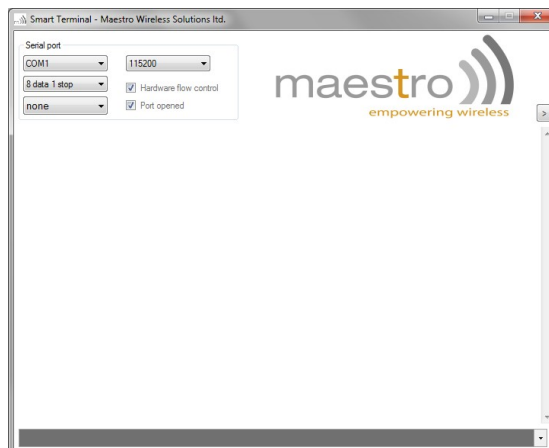 Smart Terminal - Maestro Wireless Solutions ltd.
Serial port
COM1
115200
8 data 1 stop
Hardware flow control
none
Port opened
maestro
empowering wireless
>